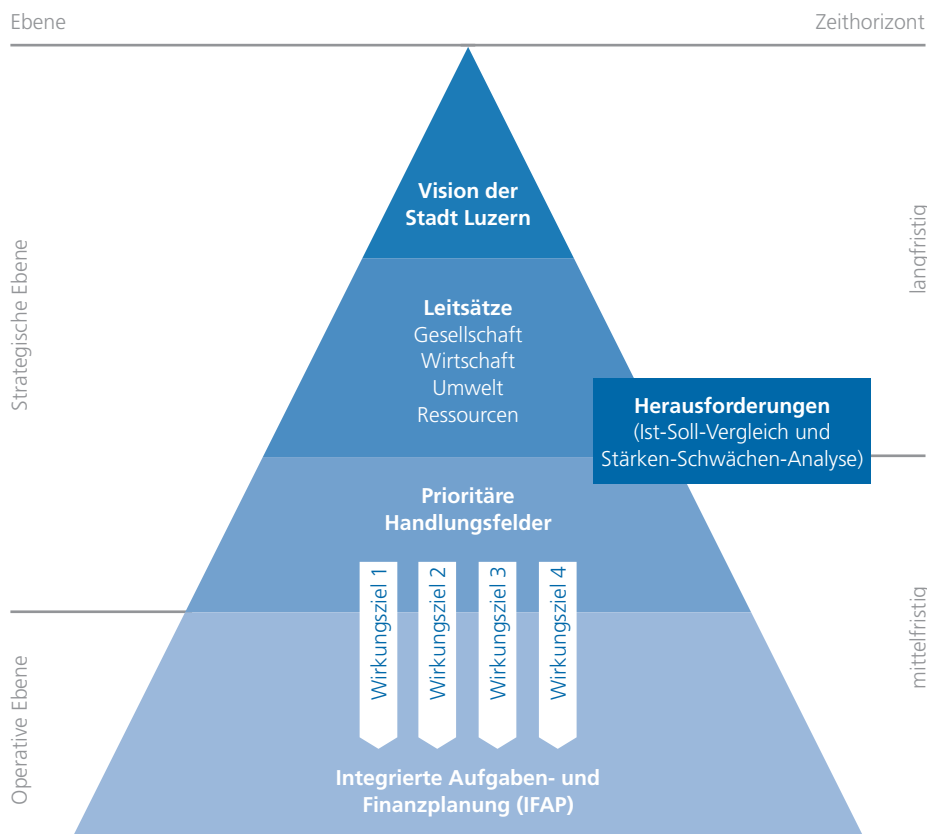 Ebene
Zeithorizont
Vision der
Stadt Luzern
Strategische Ebene
langfristig
Leitsätze
Gesellschaft
Wirtschaft
Umwelt
Ressourcen
Herausforderungen
(Ist-Soll-Vergleich und
Stärken-Schwächen-Analyse)
Prioritäre
Handlungsfelder
Wirkungsziel 1
Wirkungsziel 2
Wirkungsziel 3
Wirkungsziel 4
Operative Ebene
mittelfristig
Integrierte Aufgaben- und
Finanzplanung (IFAP)